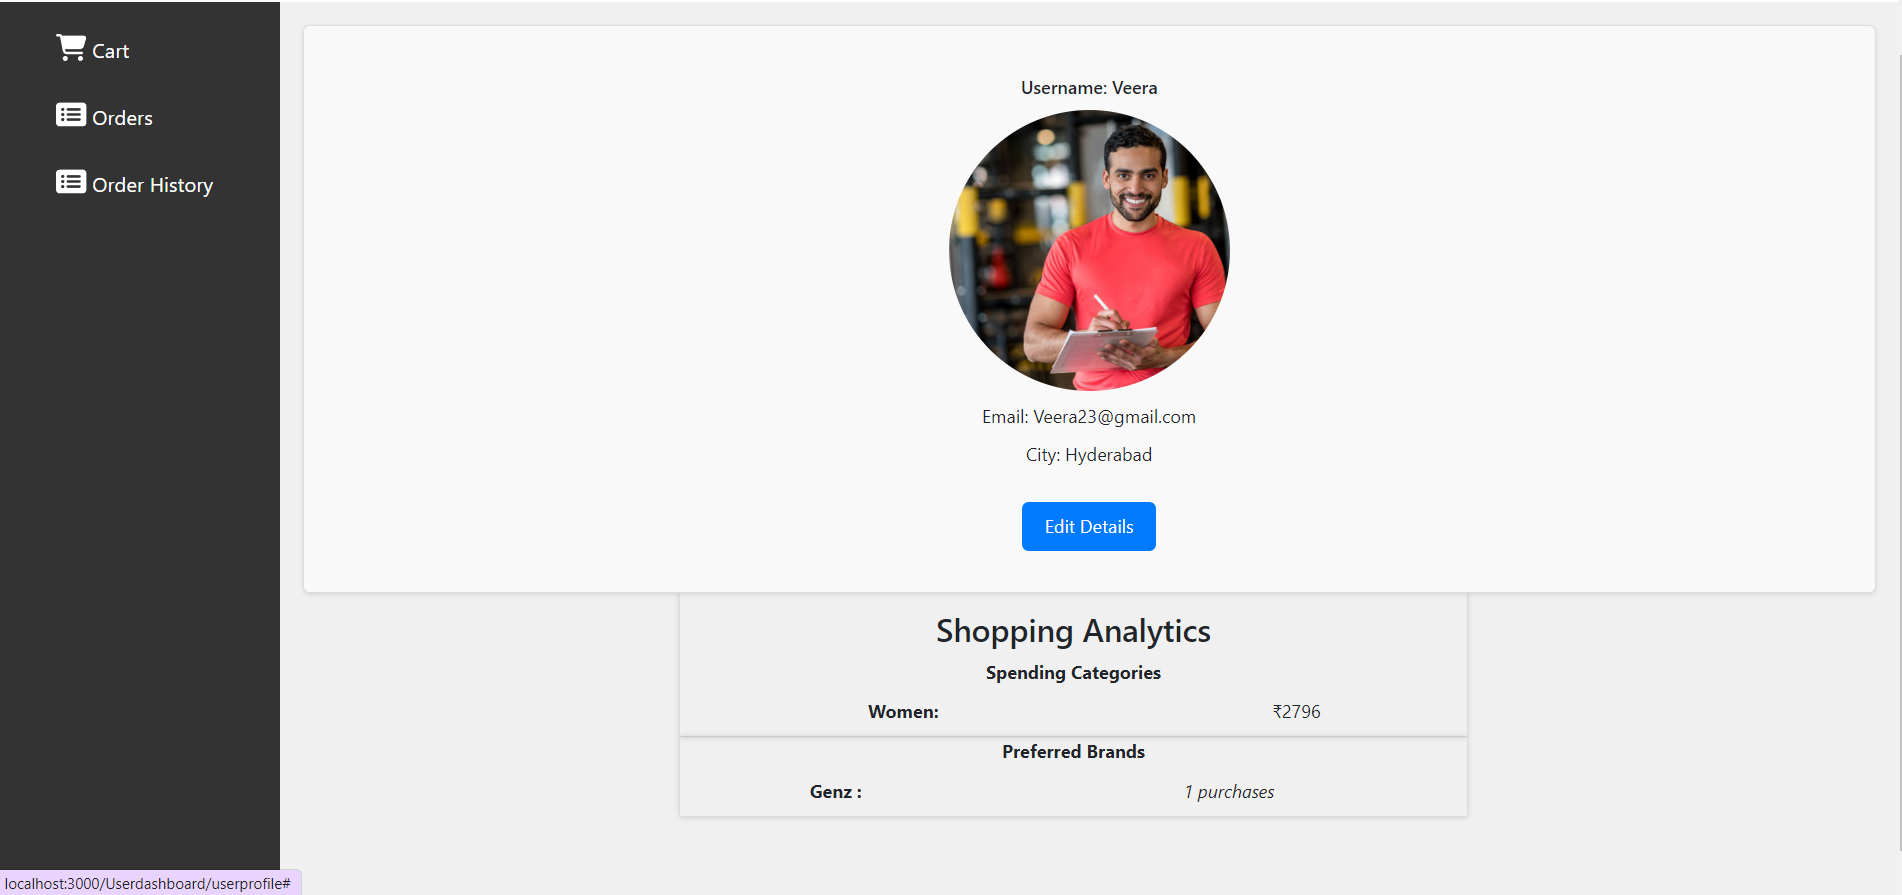 Cart
Orders
Order History
Username: Veera
Email: Veera23@gmail.com
City: Hyderabad
Edit Details
Shopping Analytics
Spending Categories
Women: ₹2796
Preferred Brands
Genz : 1 purchases
localhost:3000/Userdashboard/userprofile#